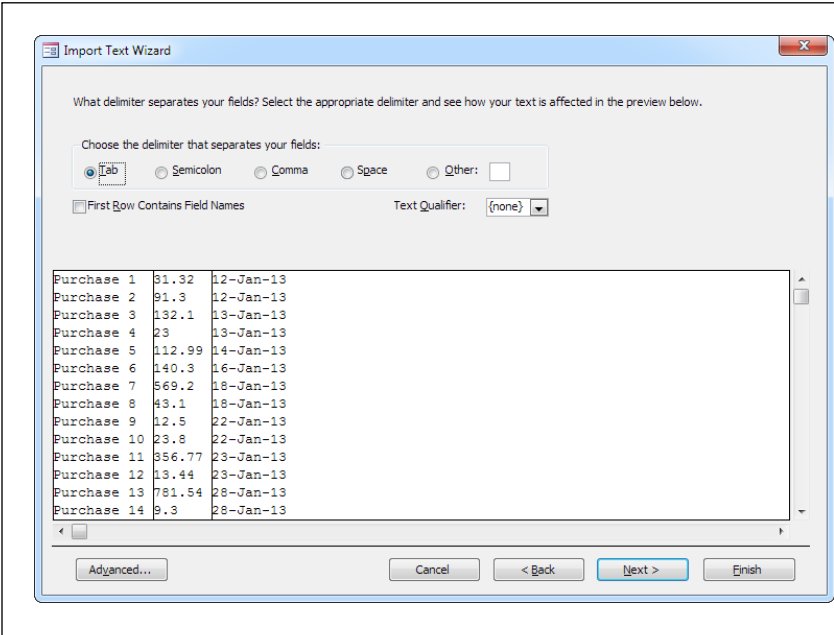 Import Text Wizard
What delimiter separates your fields? Select the appropriate delimiter and see how your text is affected in the preview below.
Choose the delimiter that separates your fields:
Tab Semicolon Comma Space Other:
First Row Contains Field Names Text Qualifier: {none}
Purchase 1 31.32 12-Jan-13
Purchase 2 91.3 12-Jan-13
Purchase 3 132.1 13-Jan-13
Purchase 4 23 13-Jan-13
Purchase 5 112.99 14-Jan-13
Purchase 6 140.3 16-Jan-13
Purchase 7 569.2 18-Jan-13
Purchase 8 43.1 18-Jan-13
Purchase 9 12.5 22-Jan-13
Purchase 10 23.8 22-Jan-13
Purchase 11 356.77 23-Jan-13
Purchase 12 13.44 23-Jan-13
Purchase 13 781.54 28-Jan-13
Purchase 14 9.3 28-Jan-13
Advanced... Cancel < Back Next > Finish